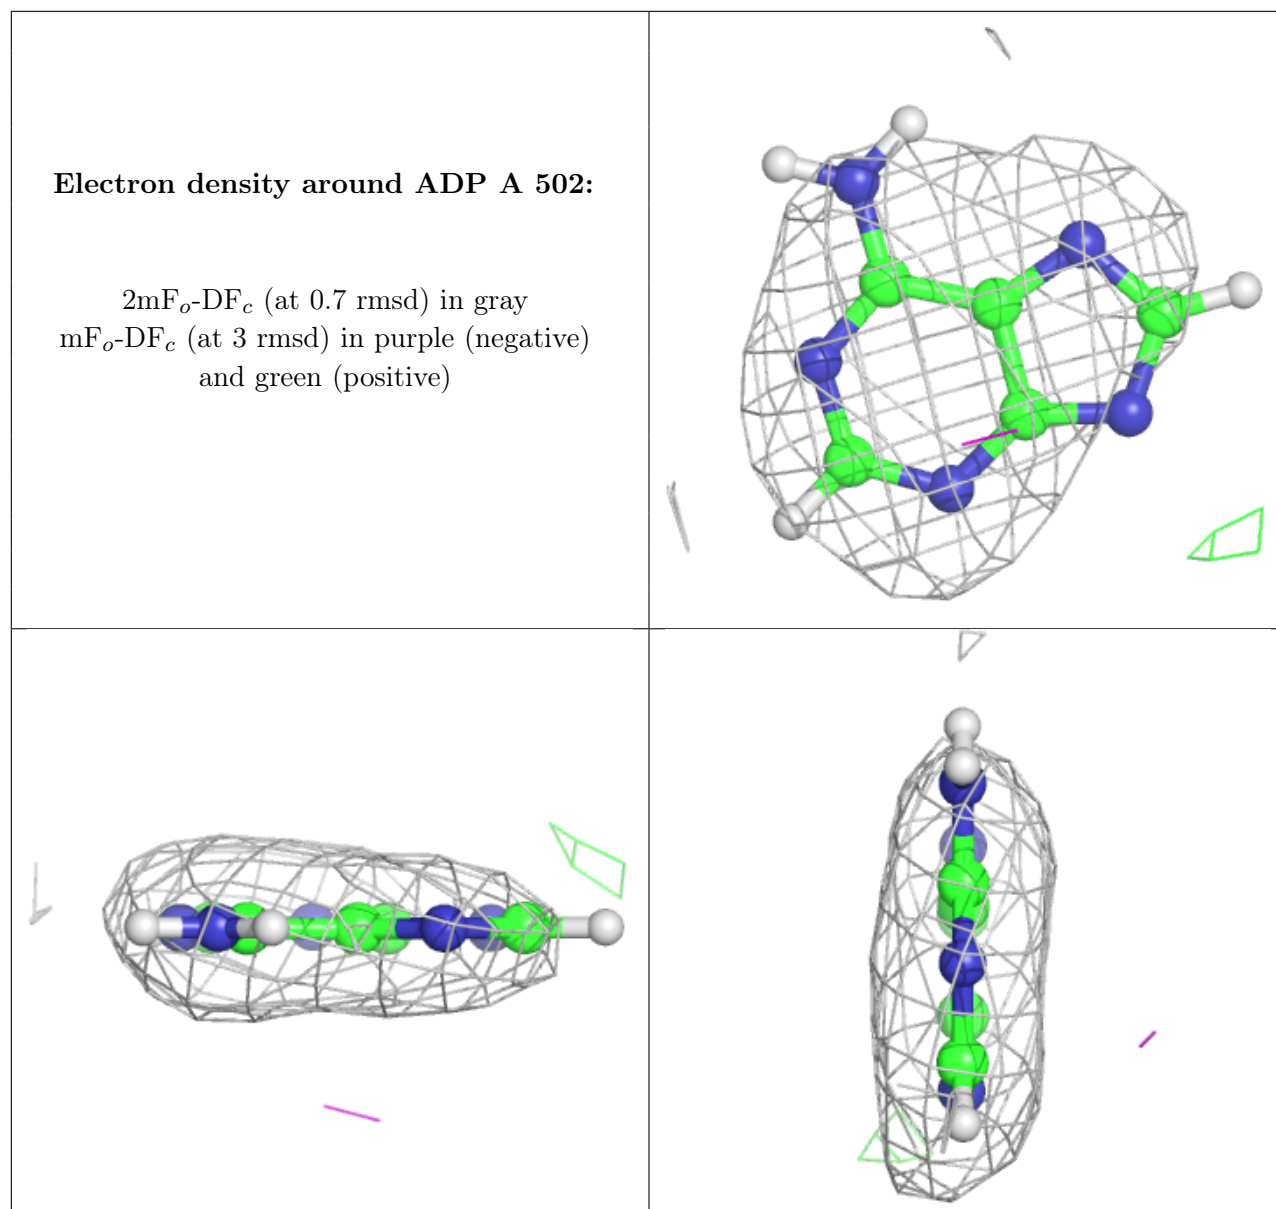 Electron density around ADP A 502:
2mFo-DFc (at 0.7 rmsd) in gray
mFo-DFc (at 3 rmsd) in purple (negative)
and green (positive)